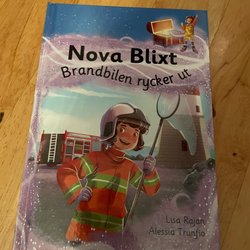 Nova Blixt
Brandbilen rycker ut
Lisa Rajan
Alessia Trunfio